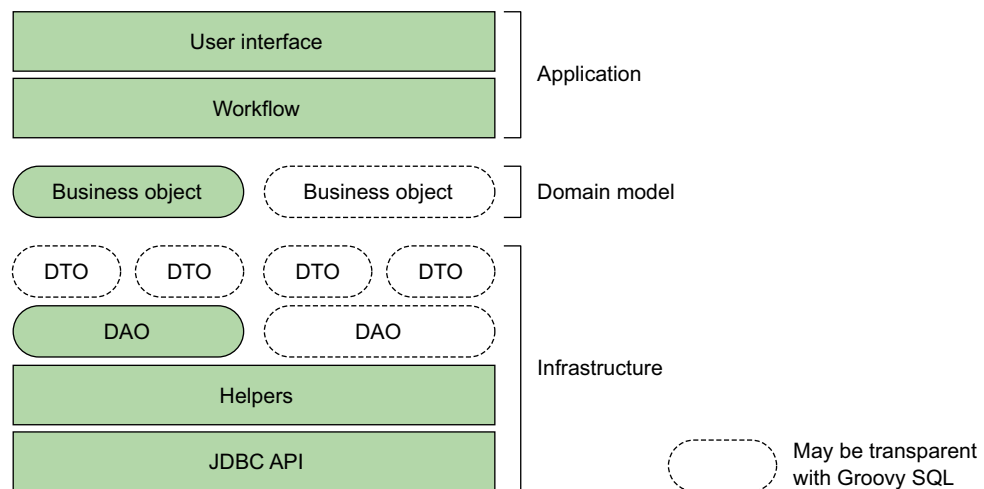 User interface
Workflow
Application
Business object
Business object
Domain model
DTO
DTO
DTO
DTO
DAO
DAO
Infrastructure
Helpers
JDBC API
May be transparent
with Groovy SQL